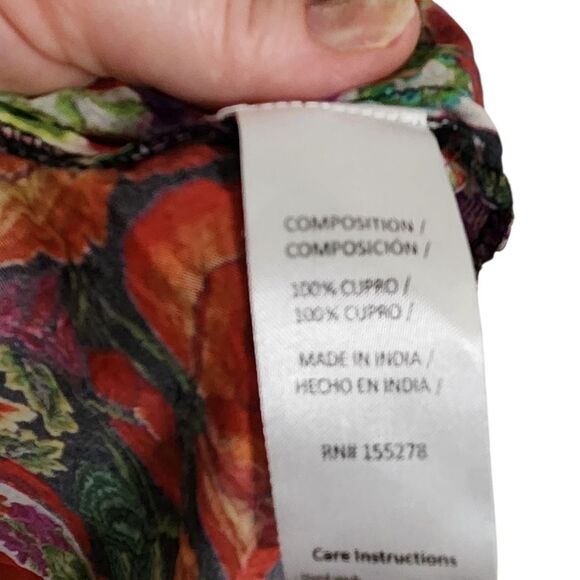 COMPOSITION /
COMPOSICIÓN /
100% CUPRO /
100% CUPRO /
MADE IN INDIA /
HECHO EN INDIA /
RN# 155278
Care Instructions